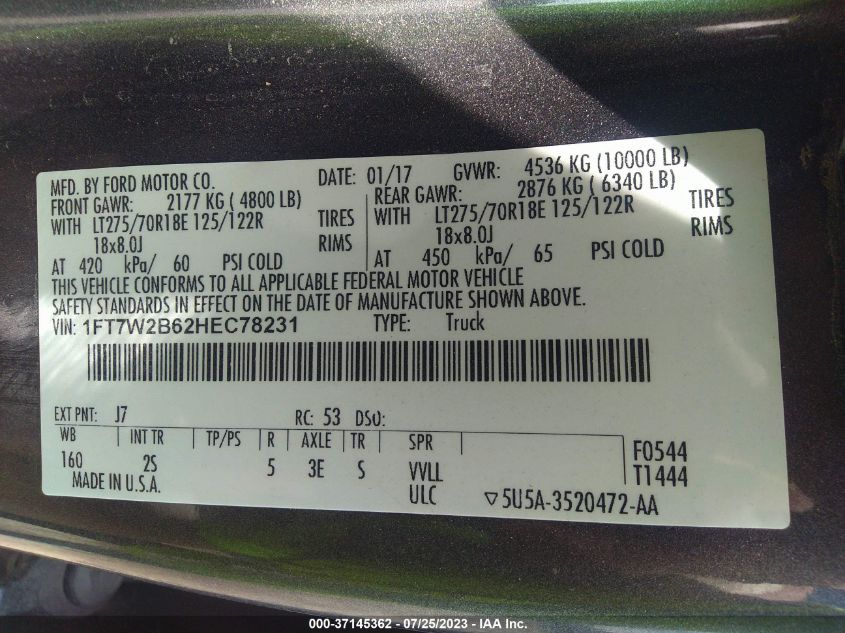 MFD. BY FORD MOTOR CO. DATE: 01/17 GVWR: 4536 KG (10000 LB)
FRONT GAWR: 2177 KG ( 4800 LB) REAR GAWR: 2876 KG ( 6340 LB)
WITH LT275/70R18E 125/122R TIRES WITH LT275/70R18E 125/122R TIRES
18x8.0J RIMS 18x8.0J RIMS
AT 420 kPa/ 60 PSI COLD AT 450 kPa/ 65 PSI COLD
THIS VEHICLE CONFORMS TO ALL APPLICABLE FEDERAL MOTOR VEHICLE
SAFETY STANDARDS IN EFFECT ON THE DATE OF MANUFACTURE SHOWN ABOVE.
VIN: 1FT7W2B62HEC78231 TYPE: Truck
EXT PNT: J7 RC: 53 DSO:
WB INT TR TP/PS R AXLE TR SPR F0544
160 2S 5 3E S VVLL T1444
MADE IN U.S.A. ULC ▽5U5A-3520472-AA
000-37145362 - 07/25/2023 - IAA Inc.